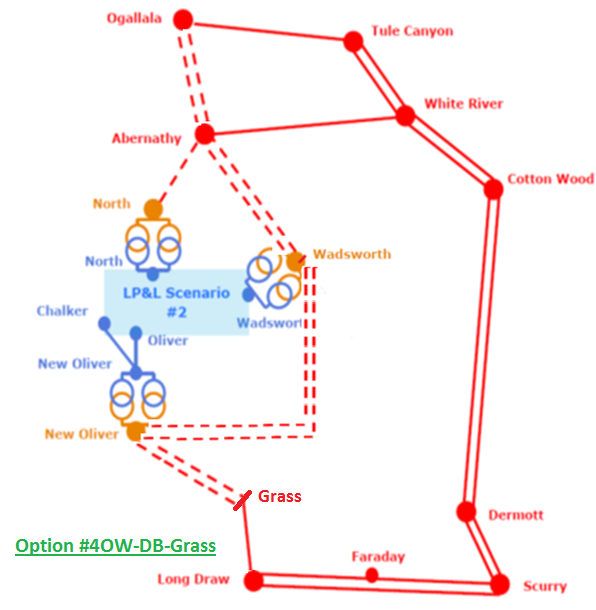 Ogallala
Tule Canyon
White River
Abernathy
Cotton Wood
North
Wadsworth
North
LP&L Scenario
#2
Chalker
Wadswort
Oliver
New Oliver
New Oliver
Grass
Dermott
Option #4OW-DB-Grass
Faraday
Long Draw
Scurry